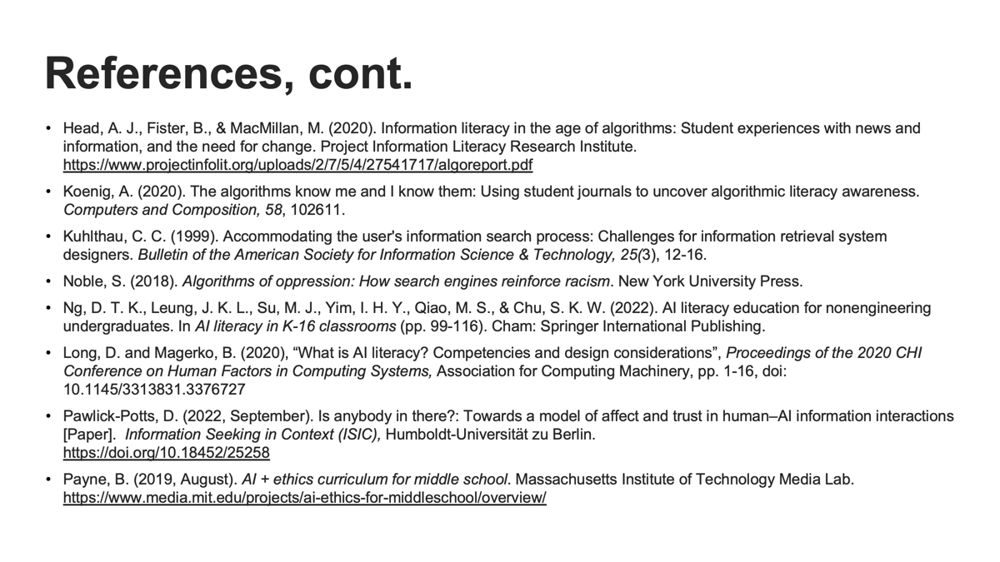 References, cont.
• Head, A. J., Fister, B., & MacMillan, M. (2020). Information literacy in the age of algorithms: Student experiences with news and
information, and the need for change. Project Information Literacy Research Institute.
https://www.projectinfolit.org/uploads/2/7/5/4/27541717/algoreport.pdf
• Koenig, A. (2020). The algorithms know me and I know them: Using student journals to uncover algorithmic literacy awareness.
Computers and Composition, 58, 102611.
• Kuhlthau, C. C. (1999). Accommodating the user's information search process: Challenges for information retrieval system
designers. Bulletin of the American Society for Information Science & Technology, 25(3), 12-16.
• Noble, S. (2018). Algorithms of oppression: How search engines reinforce racism. New York University Press.
• Ng, D. T. K., Leung, J. K. L., Su, M. J., Yim, I. H. Y., Qiao, M. S., & Chu, S. K. W. (2022). AI literacy education for nonengineering
undergraduates. In AI literacy in K-16 classrooms (pp. 99-116). Cham: Springer International Publishing.
• Long, D. and Magerko, B. (2020), “What is AI literacy? Competencies and design considerations”, Proceedings of the 2020 CHI
Conference on Human Factors in Computing Systems, Association for Computing Machinery, pp. 1-16, doi:
10.1145/3313831.3376727
• Pawlick-Potts, D. (2022, September). Is anybody in there?: Towards a model of affect and trust in human–AI information interactions
[Paper]. Information Seeking in Context (ISIC), Humboldt-Universität zu Berlin.
https://doi.org/10.18452/25258
• Payne, B. (2019, August). AI + ethics curriculum for middle school. Massachusetts Institute of Technology Media Lab.
https://www.media.mit.edu/projects/ai-ethics-for-middleschool/overview/